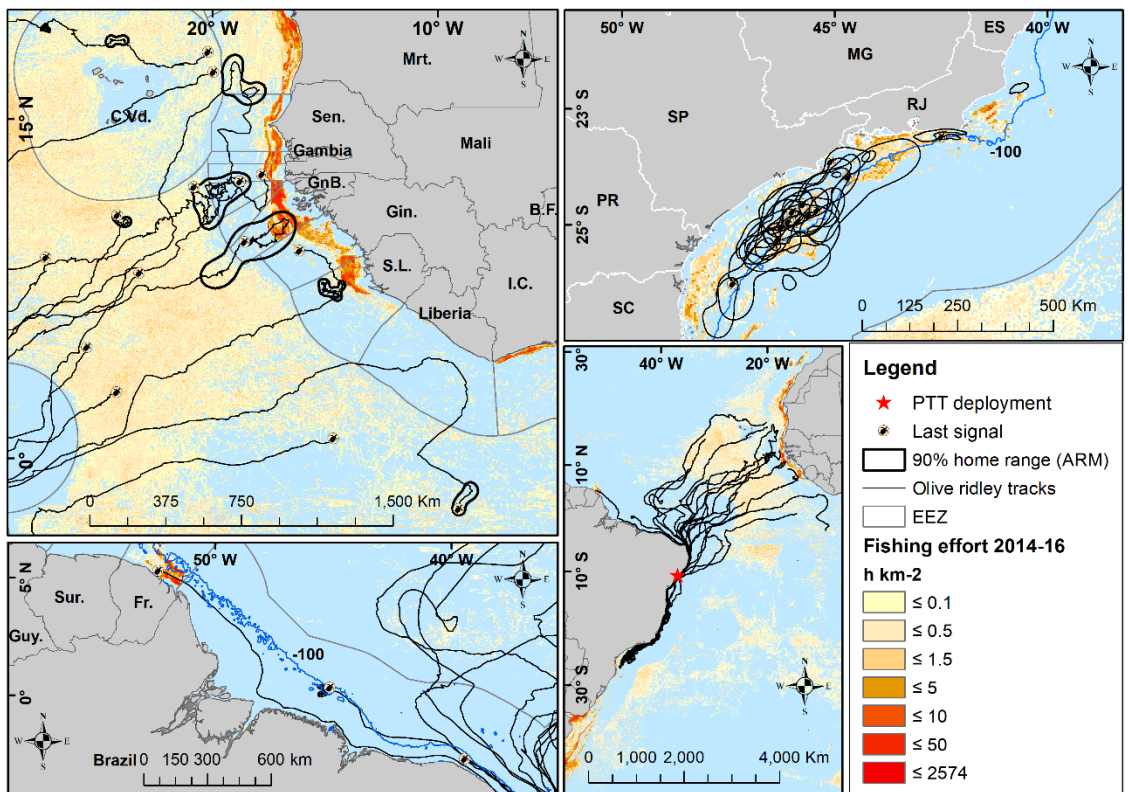 20° W
10° W
N
W
E
S
Mrt.
C.Vd.
15° N
Sen.
Mali
Gambia
GnB.
Gin.
B.F.
S.L.
I.C.
Liberia
0°
0 375 750 1,500 Km
50° W
45° W
40° W
ES
MG
N
W
E
S
RJ
23° S
SP
-100
PR
25° S
SC
0 125 250 500 Km
50° W
40° W
5° N
N
W
E
S
Sur.
Fr.
Guy.
-100
0°
N
W
E
S
Brazil
0 150 300 600 km
30°
40° W
20° W
10° N
10° S
30° S
N
W
E
S
0 1,000 2,000 4,000 Km
Legend
PTT deployment
Last signal
90% home range (ARM)
Olive ridley tracks
EEZ
Fishing effort 2014-16
h km-2
≤ 0.1
≤ 0.5
≤ 1.5
≤ 5
≤ 10
≤ 50
≤ 2574